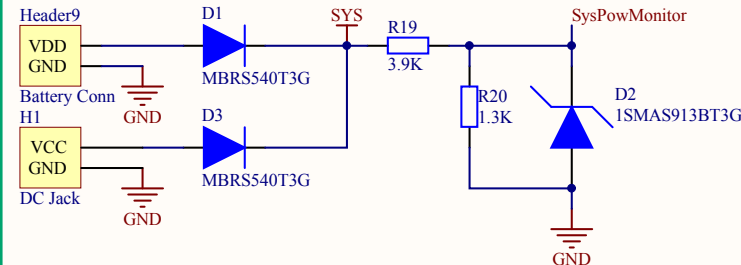 Header9
D1
SYS
SysPowMonitor
VDD
GND
R19
3.9K
MBRS540T3G
Battery Conn
GND
R20
1.3K
D2
1SMAS913BT3G
H1
D3
VCC
GND
MBRS540T3G
DC Jack
GND
GND